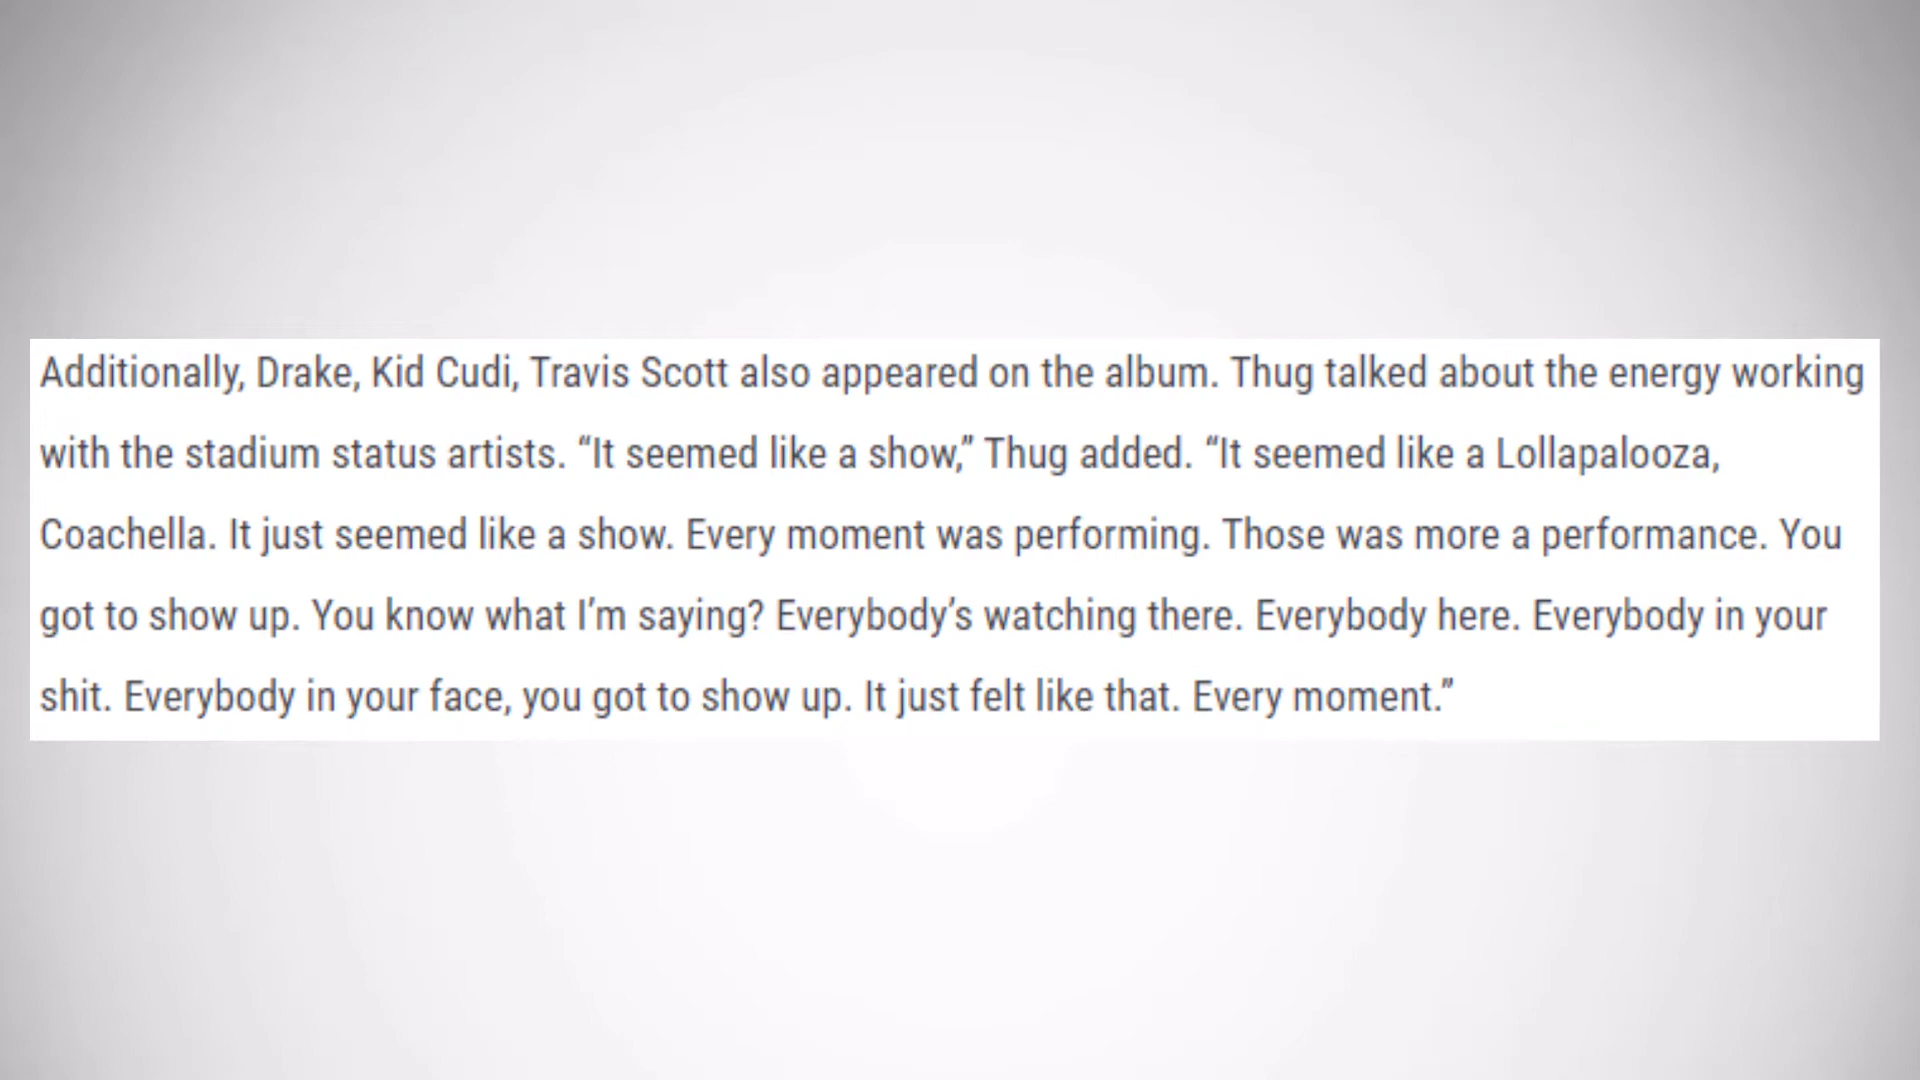 Additionally, Drake, Kid Cudi, Travis Scott also appeared on the album. Thug talked about the energy working
with the stadium status artists. “It seemed like a show,” Thug added. “It seemed like a Lollapalooza,
Coachella. It just seemed like a show. Every moment was performing. Those was more a performance. You
got to show up. You know what I’m saying? Everybody’s watching there. Everybody here. Everybody in your
shit. Everybody in your face, you got to show up. It just felt like that. Every moment.”